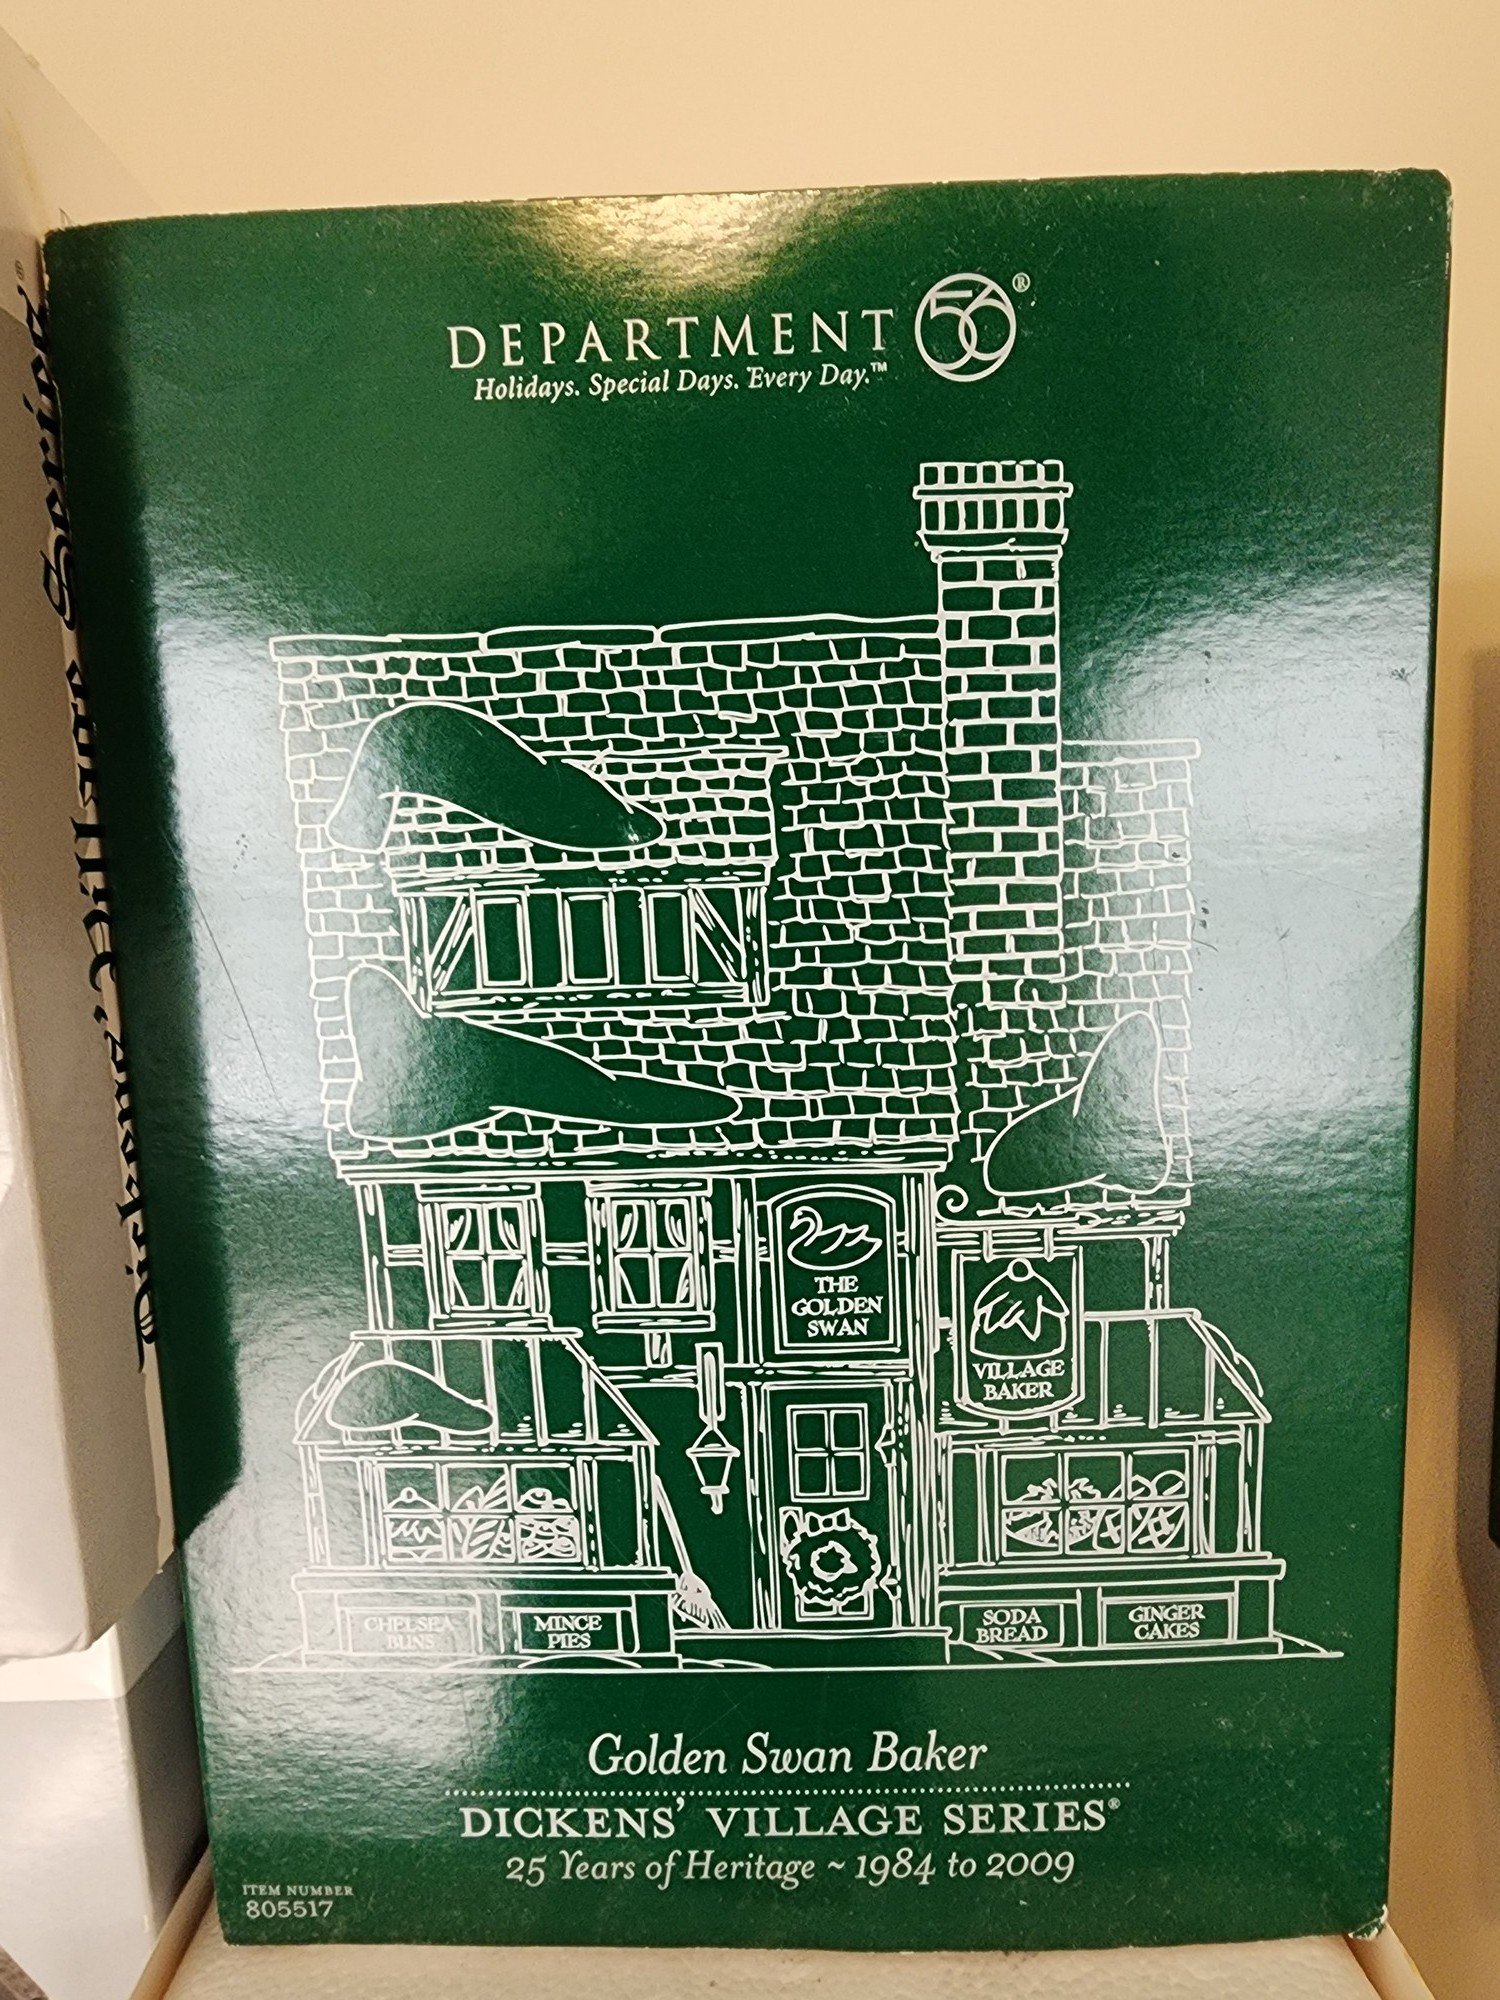 DEPARTMENT 56®
Holidays. Special Days. Every Day.™
THE
GOLDEN
SWAN
VILLAGE
BAKER
CHELSEA
BUNS
MINCE
PIES
SODA
BREAD
GINGER
CAKES
Golden Swan Baker
DICKENS' VILLAGE SERIES®
25 Years of Heritage ~ 1984 to 2009
ITEM NUMBER
805517
Dickens' Village Series®